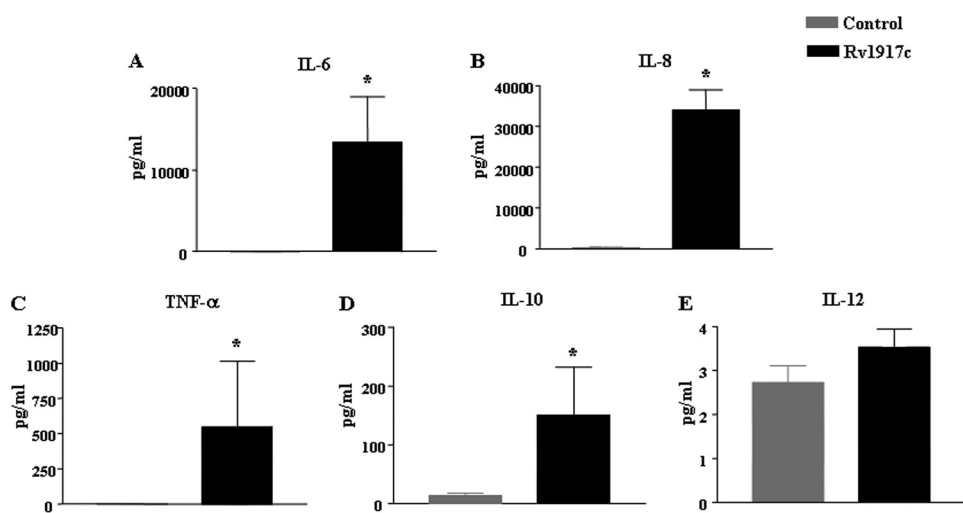 Control
Rv1917c
A
IL-6
*
20000
10000
0
pg/ml
B
IL-8
*
40000
30000
20000
10000
0
pg/ml
C
TNF-α
*
1250
1000
750
500
250
0
pg/ml
D
IL-10
*
300
200
100
0
pg/ml
E
IL-12
4
3
2
1
0
pg/ml